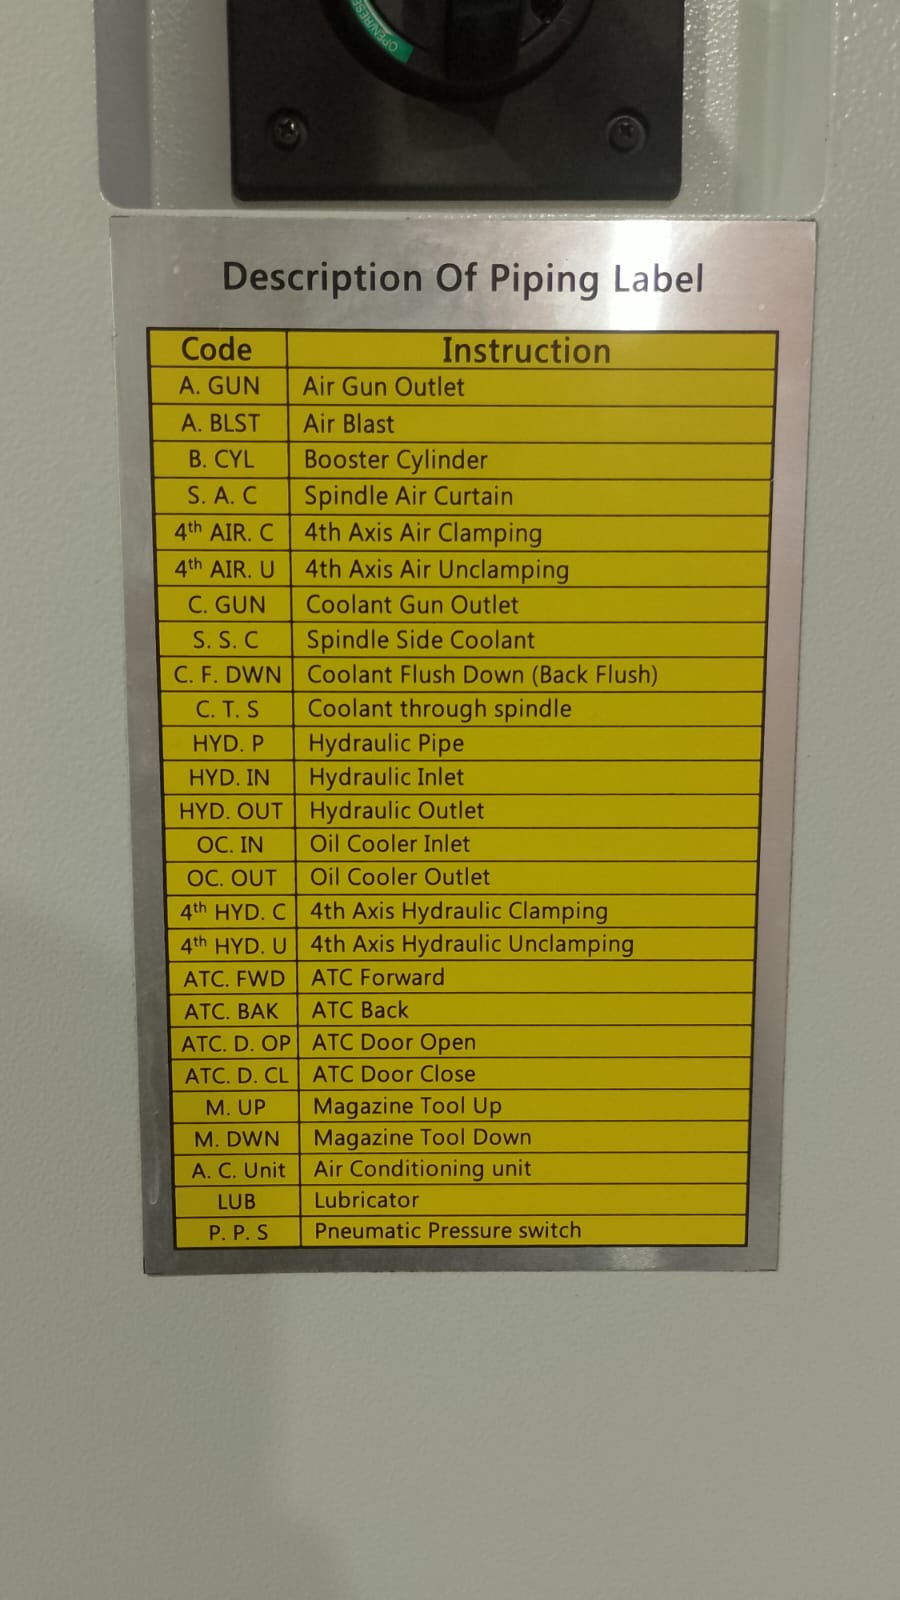 OPEN/RESE
Description Of Piping Label
Code Instruction
A. GUN Air Gun Outlet
A. BLST Air Blast
B. CYL Booster Cylinder
S. A. C Spindle Air Curtain
4th AIR. C 4th Axis Air Clamping
4th AIR. U 4th Axis Air Unclamping
C. GUN Coolant Gun Outlet
S. S. C Spindle Side Coolant
C. F. DWN Coolant Flush Down (Back Flush)
C. T. S Coolant through spindle
HYD. P Hydraulic Pipe
HYD. IN Hydraulic Inlet
HYD. OUT Hydraulic Outlet
OC. IN Oil Cooler Inlet
OC. OUT Oil Cooler Outlet
4th HYD. C 4th Axis Hydraulic Clamping
4th HYD. U 4th Axis Hydraulic Unclamping
ATC. FWD ATC Forward
ATC. BAK ATC Back
ATC. D. OP ATC Door Open
ATC. D. CL ATC Door Close
M. UP Magazine Tool Up
M. DWN Magazine Tool Down
A. C. Unit Air Conditioning unit
LUB Lubricator
P. P. S Pneumatic Pressure switch